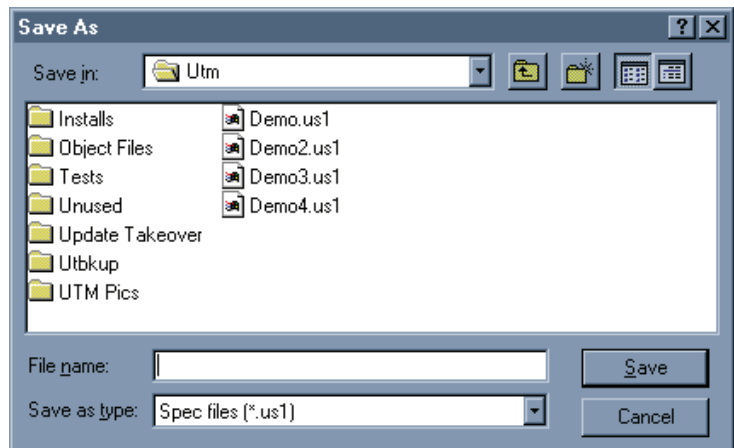 Save As
Save in: Utm
Installs
Object Files
Tests
Unused
Update Takeover
Utbkup
UTM Pics
Demo.us1
Demo2.us1
Demo3.us1
Demo4.us1
File name:
Save
Save as type: Spec files (*.us1)
Cancel